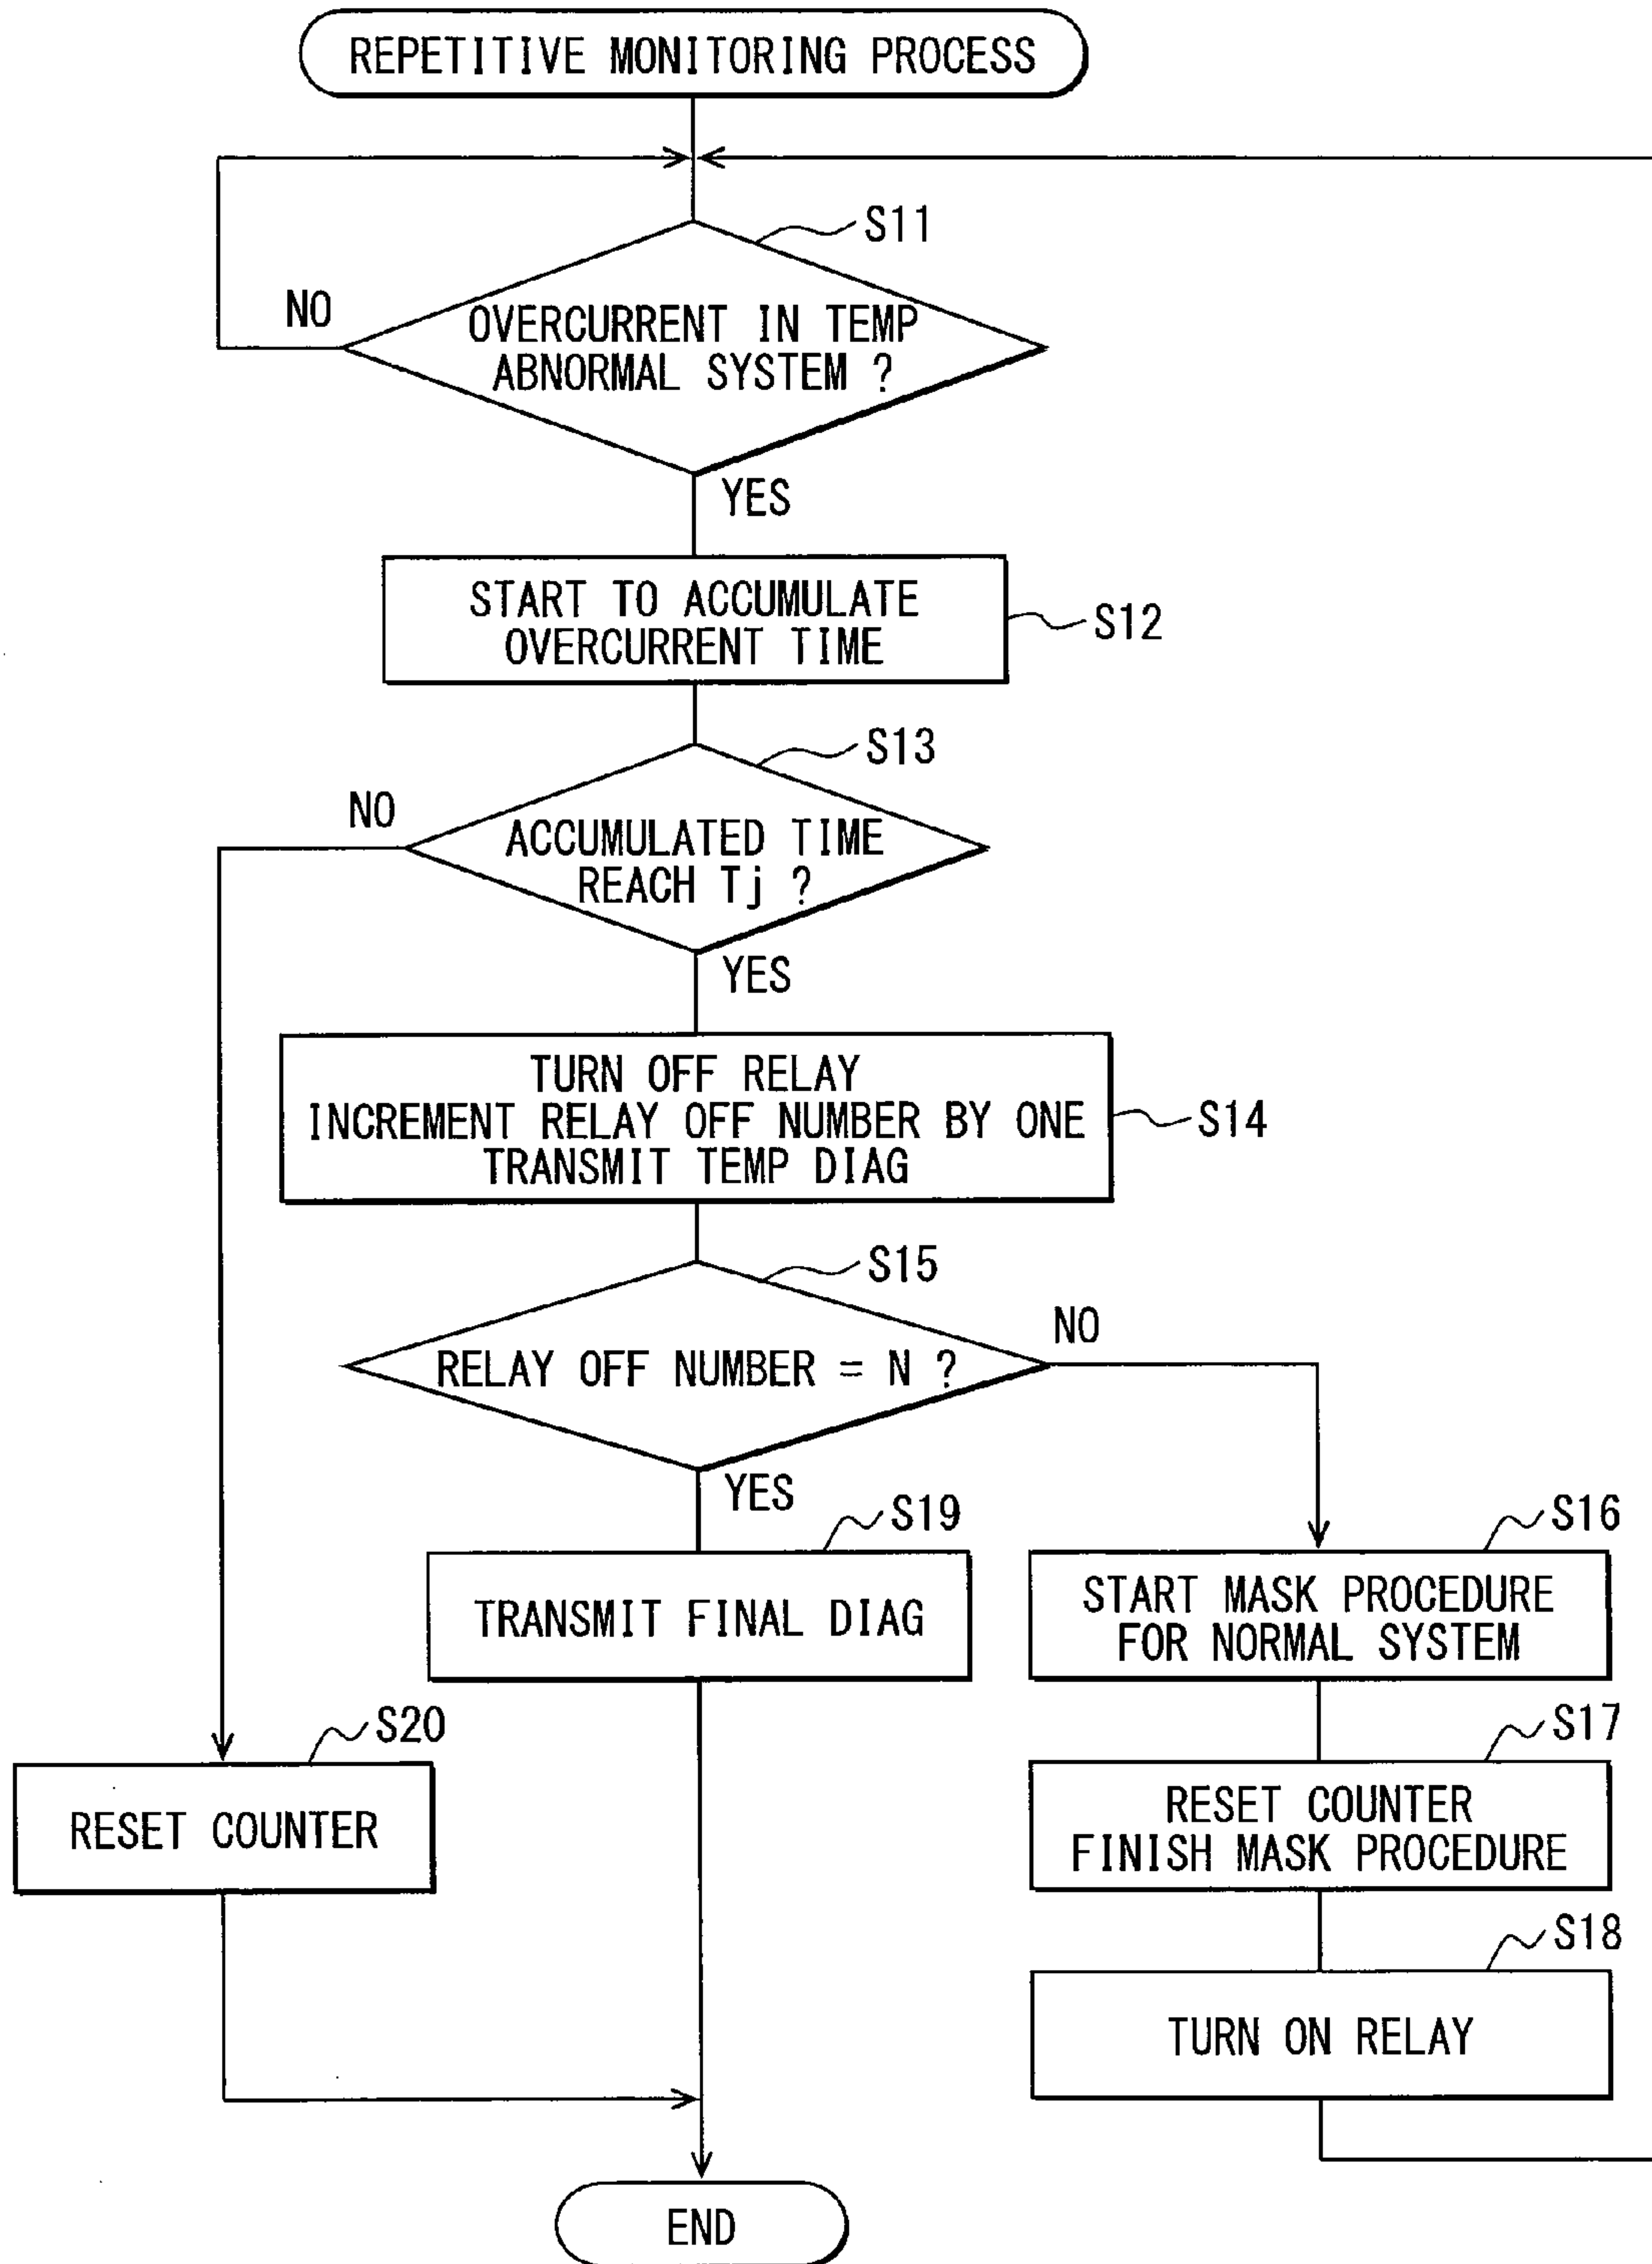 REPETITIVE MONITORING PROCESS
S11
NO
OVERCURRENT IN TEMP
ABNORMAL SYSTEM ?
YES
START TO ACCUMULATE
OVERCURRENT TIME
S12
S13
NO
ACCUMULATED TIME
REACH Tj ?
YES
TURN OFF RELAY
INCREMENT RELAY OFF NUMBER BY ONE
TRANSMIT TEMP DIAG
S14
S15
NO
RELAY OFF NUMBER = N ?
YES
S19
TRANSMIT FINAL DIAG
S16
START MASK PROCEDURE
FOR NORMAL SYSTEM
S20
RESET COUNTER
S17
RESET COUNTER
FINISH MASK PROCEDURE
S18
TURN ON RELAY
END